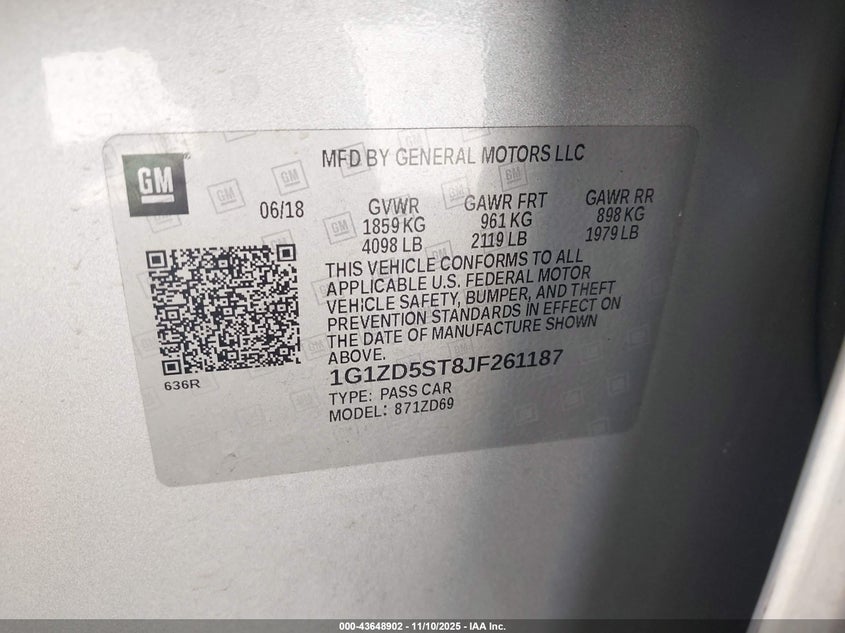 MFD BY GENERAL MOTORS LLC
GM
06/18
GVWR GAWR FRT GAWR RR
1859 KG 961 KG 898 KG
4098 LB 2119 LB 1979 LB
THIS VEHICLE CONFORMS TO ALL
APPLICABLE U.S. FEDERAL MOTOR
VEHICLE SAFETY, BUMPER, AND THEFT
PREVENTION STANDARDS IN EFFECT ON
THE DATE OF MANUFACTURE SHOWN
ABOVE.
636R
1G1ZD5ST8JF261187
TYPE: PASS CAR
MODEL: 871ZD69
000-43648902 - 11/10/2025 - IAA Inc.